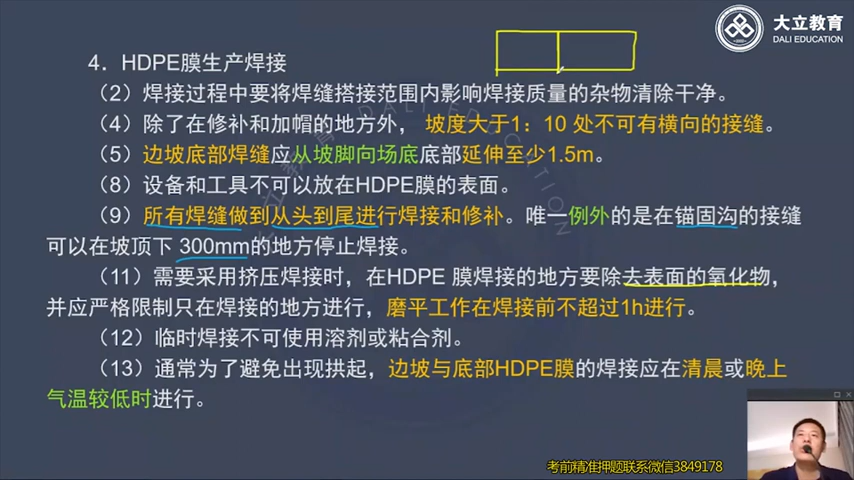 大立教育
DALI EDUCATION
4．HDPE膜生产焊接
（2）焊接过程中要将焊缝搭接范围内影响焊接质量的杂物清除干净。
（4）除了在修补和加帽的地方外，坡度大于1：10 处不可有横向的接缝。
（5）边坡底部焊缝应从坡脚向场底底部延伸至少1.5m。
（8）设备和工具不可以放在HDPE膜的表面。
（9）所有焊缝做到从头到尾进行焊接和修补。唯一例外的是在锚固沟的接缝
可以在坡顶下 300mm的地方停止焊接。
（11）需要采用挤压焊接时，在HDPE 膜焊接的地方要除去表面的氧化物，
并应严格限制只在焊接的地方进行，磨平工作在焊接前不超过1h进行。
（12）临时焊接不可使用溶剂或粘合剂。
（13）通常为了避免出现拱起，边坡与底部HDPE膜的焊接应在清晨或晚上
气温较低时进行。
考前精准押题联系微信3849178